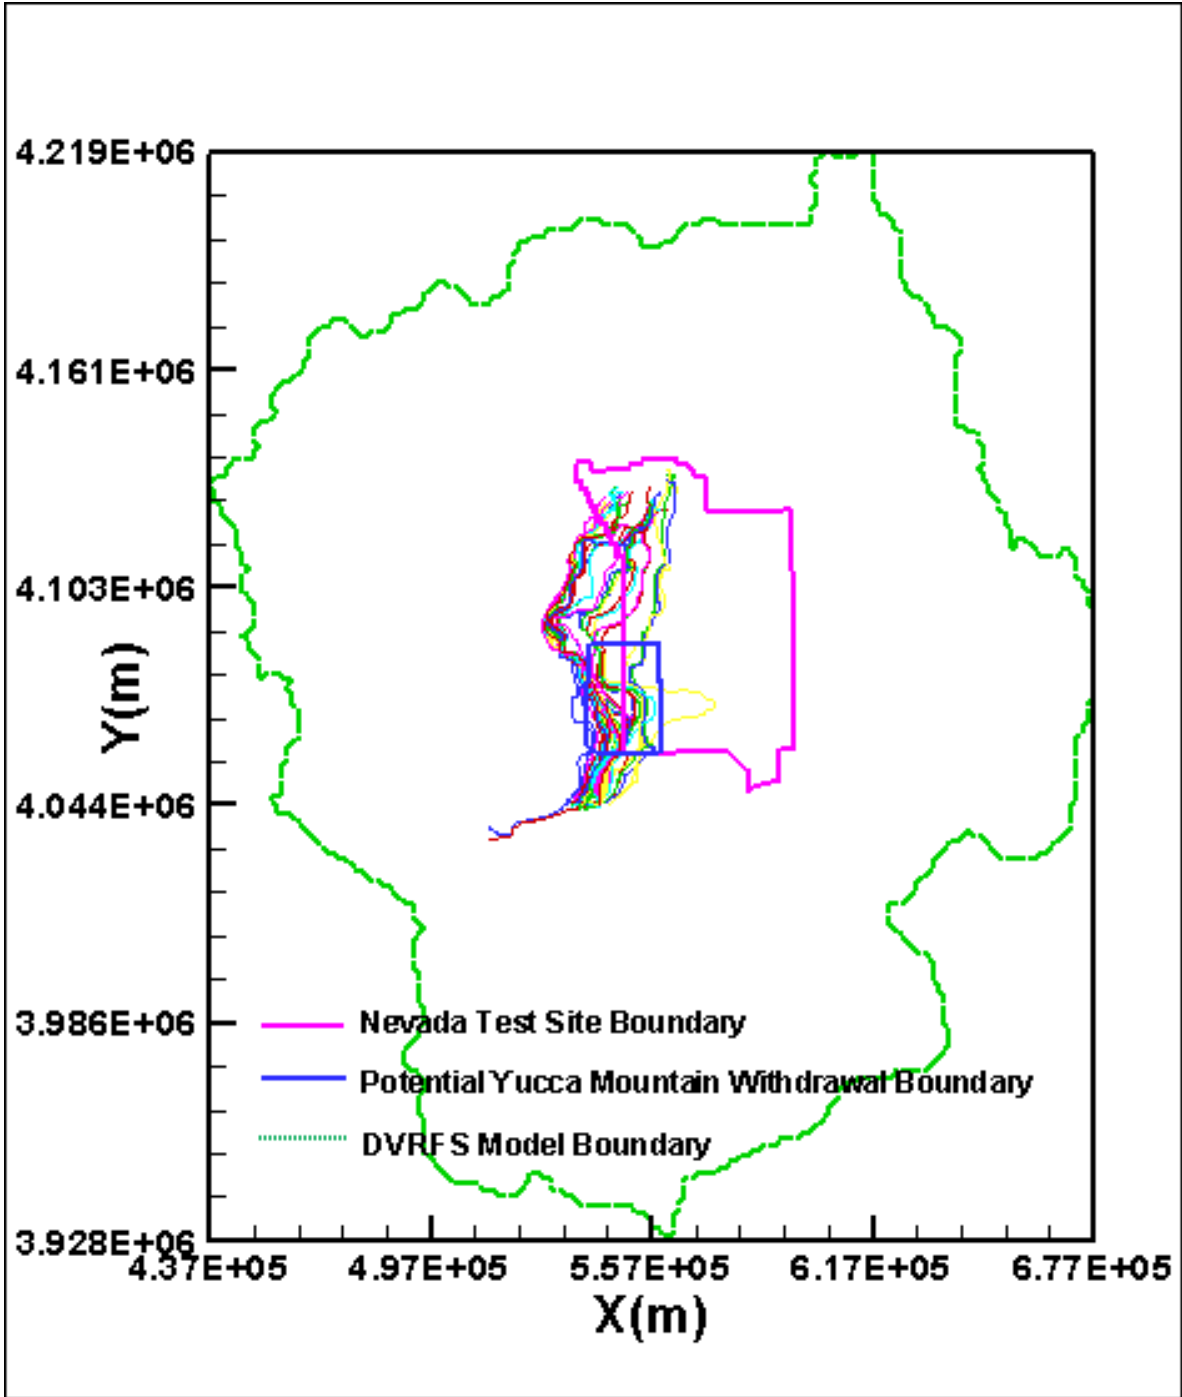 4.219E+06
4.161E+06
4.103E+06
Y(m)
4.044E+06
3.986E+06
Nevada Test Site Boundary
Potential Yucca Mountain Withdrawal Boundary
DVRFS Model Boundary
3.928E+06
4.37E+05 4.97E+05 5.57E+05 6.17E+05 6.77E+05
X(m)